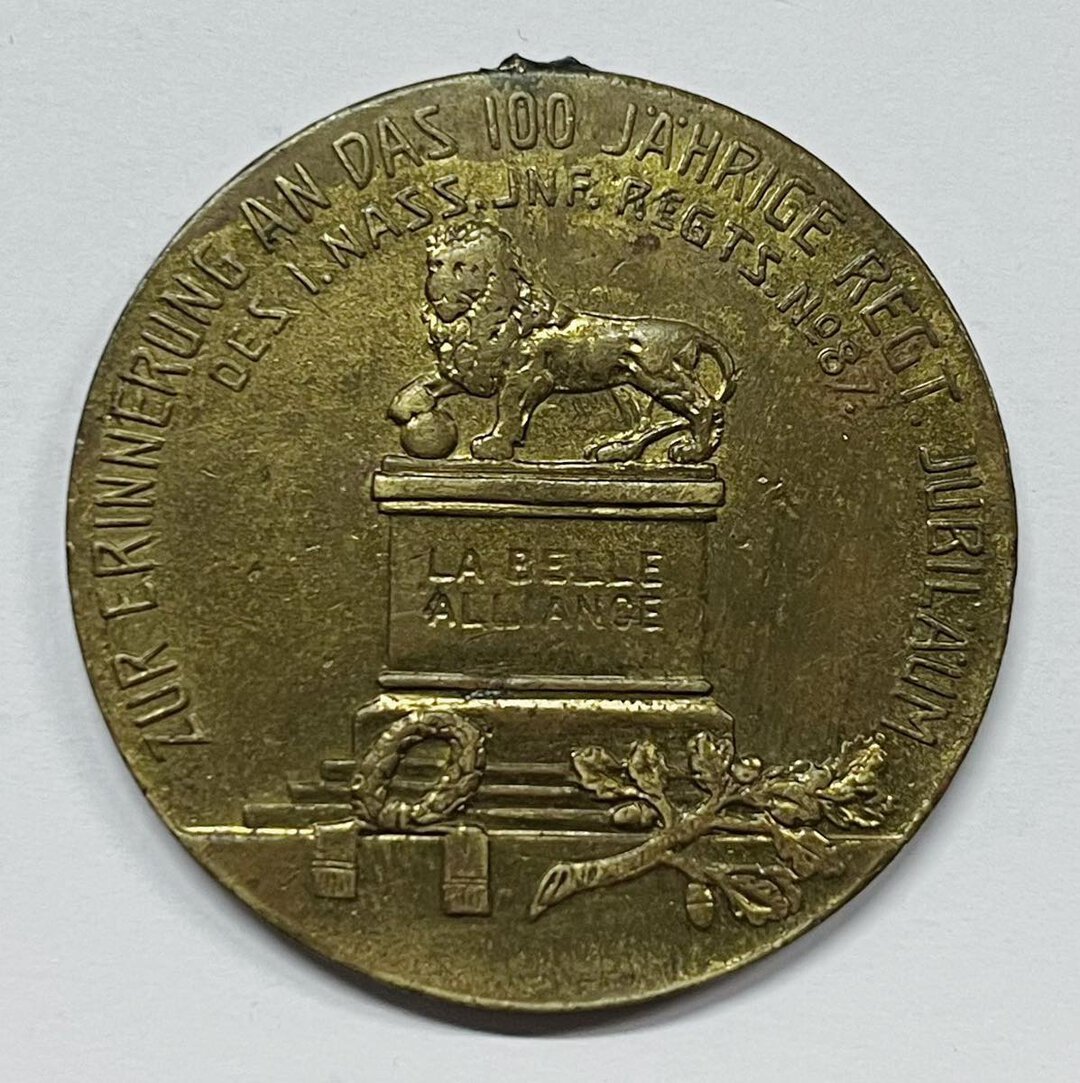 ZUR ERINNERUNG AN DAS 100 JÄHRIGE REGT. JUBILÄUM
DES 1. NASS. JNF. REGTS. No 87.
LA BELLE
ALLIANCE